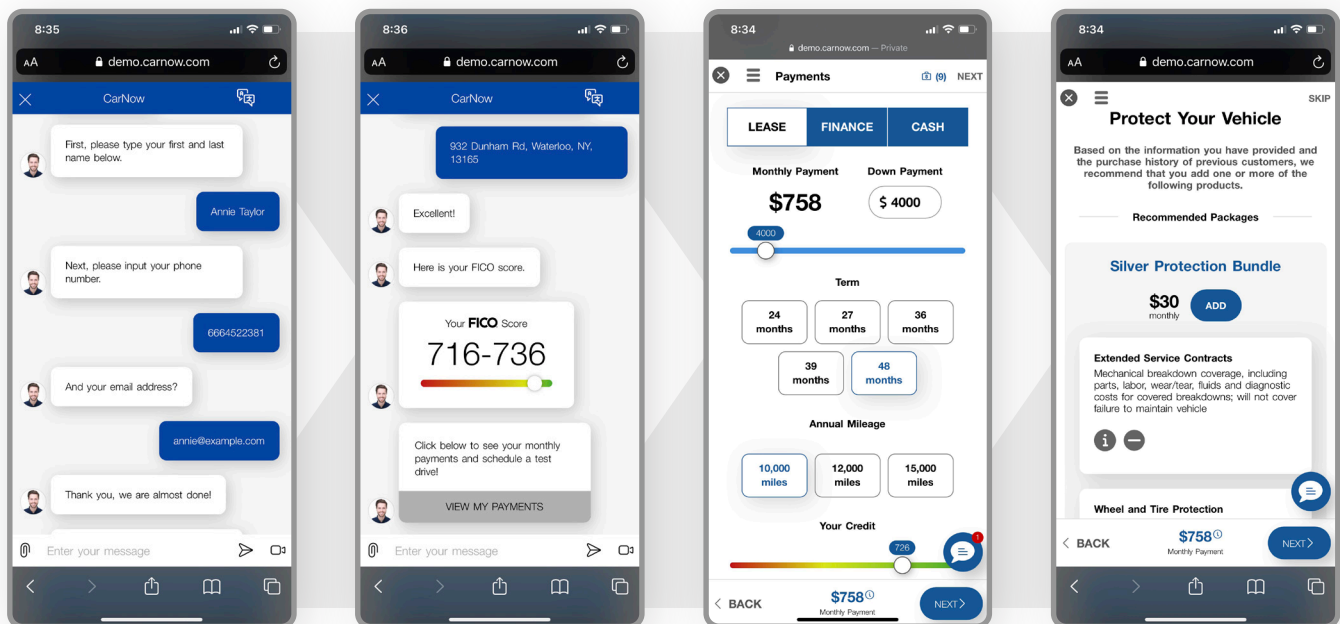 8:35
AA
demo.carnow.com
CarNow
First, please type your first and last
name below.
Annie Taylor
Next, please input your phone
number.
6664522381
And your email address?
annie@example.com
Thank you, we are almost done!
Enter your message
8:36
AA
demo.carnow.com
CarNow
932 Dunham Rd, Waterloo, NY,
13165
Excellent!
Here is your FICO score.
Your FICO Score
716-736
Click below to see your monthly
payments and schedule a test
drive!
VIEW MY PAYMENTS
Enter your message
8:34
demo.carnow.com — Private
Payments
(9)
NEXT
LEASE
FINANCE
CASH
Monthly Payment
Down Payment
$758
$ 4000
4000
Term
24
months
27
months
36
months
39
months
48
months
Annual Mileage
10,000
miles
12,000
miles
15,000
miles
Your Credit
726
1
< BACK
$758
Monthly Payment
NEXT >
8:34
AA
demo.carnow.com
SKIP
Protect Your Vehicle
Based on the information you have provided and
the purchase history of previous customers, we
recommend that you add one or more of the
following products.
Recommended Packages
Silver Protection Bundle
$30
monthly
ADD
Extended Service Contracts
Mechanical breakdown coverage, including
parts, labor, wear/tear, fluids and diagnostic
costs for covered breakdowns; will not cover
failure to maintain vehicle
Wheel and Tire Protection
< BACK
$758
Monthly Payment
NEXT >